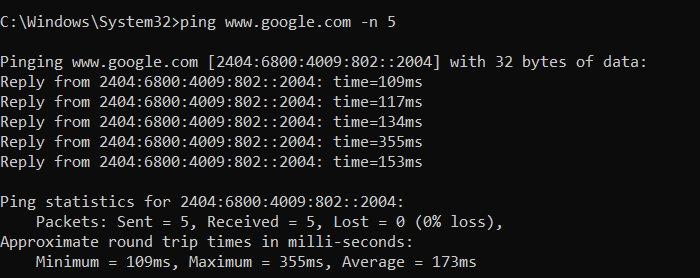 C:\Windows\System32>ping www.google.com -n 5
Pinging www.google.com [2404:6800:4009:802::2004] with 32 bytes of data:
Reply from 2404:6800:4009:802::2004: time=109ms
Reply from 2404:6800:4009:802::2004: time=117ms
Reply from 2404:6800:4009:802::2004: time=134ms
Reply from 2404:6800:4009:802::2004: time=355ms
Reply from 2404:6800:4009:802::2004: time=153ms
Ping statistics for 2404:6800:4009:802::2004:
    Packets: Sent = 5, Received = 5, Lost = 0 (0% loss),
Approximate round trip times in milli-seconds:
    Minimum = 109ms, Maximum = 355ms, Average = 173ms